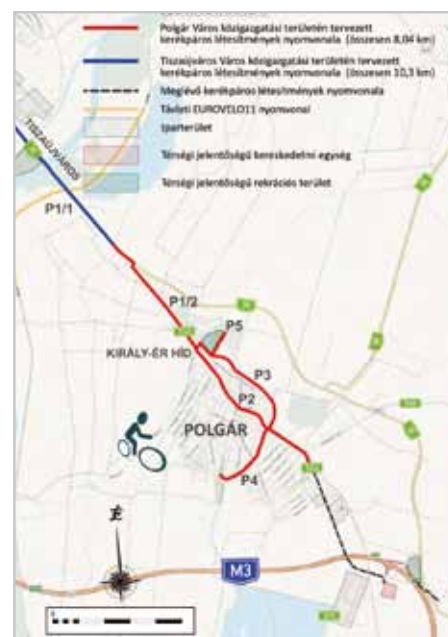 Polgár Város közigazgatási területén tervezett
kerékpáros létesítmények nyomvonala (összesen 8,04 km)
Tiszaújváros Város közigazgatási területén tervezett
kerékpáros létesítmények nyomvonala (összesen 10,3 km)
Meglévő kerékpáros létesítmények nyomvonala
Távlati EUROVELO11 nyomvonal
Iparterület
Térségi jelentőségű kereskedelmi egység
Térségi jelentőségű rekrációs terület
TISZAÚJVÁROS
P1/1
P1/2
P5
KIRÁLY-ÉR HÍD
P3
P2
POLGÁR
P4
É
M3